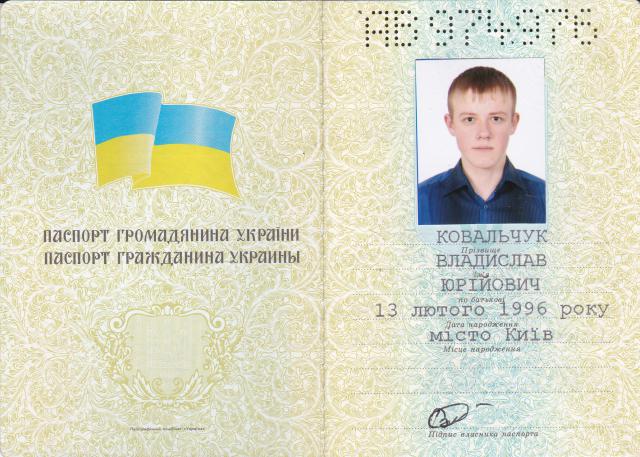 АВ 974976
ПАСПОРТ ГРОМАДЯНИНА УКРАЇНИ
ПАСПОРТ ГРАЖДАНИНА УКРАИНЫ
КОВАЛЬЧУК
Прізвище
ВЛАДИСЛАВ
Ім'я
ЮРІЙОВИЧ
по батькові
13 лютого 1996 року
Дата народження
місто Київ
Місце народження
Підпис власника паспорта